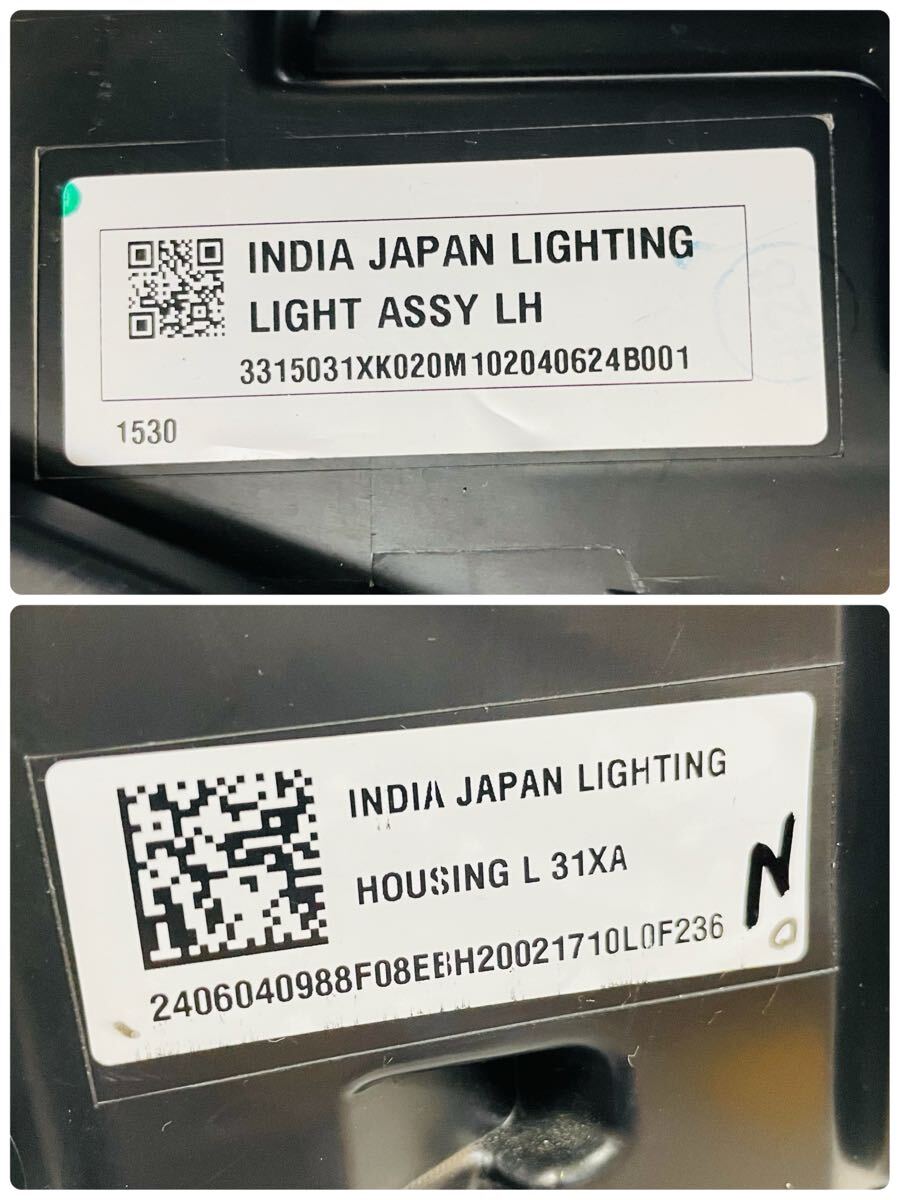 INDIA JAPAN LIGHTING
LIGHT ASSY LH
3315031XK020M102040624B001
1530
INDIA JAPAN LIGHTING
HOUSING L 31XA
N
2406040988F08EBH20021710L0F236